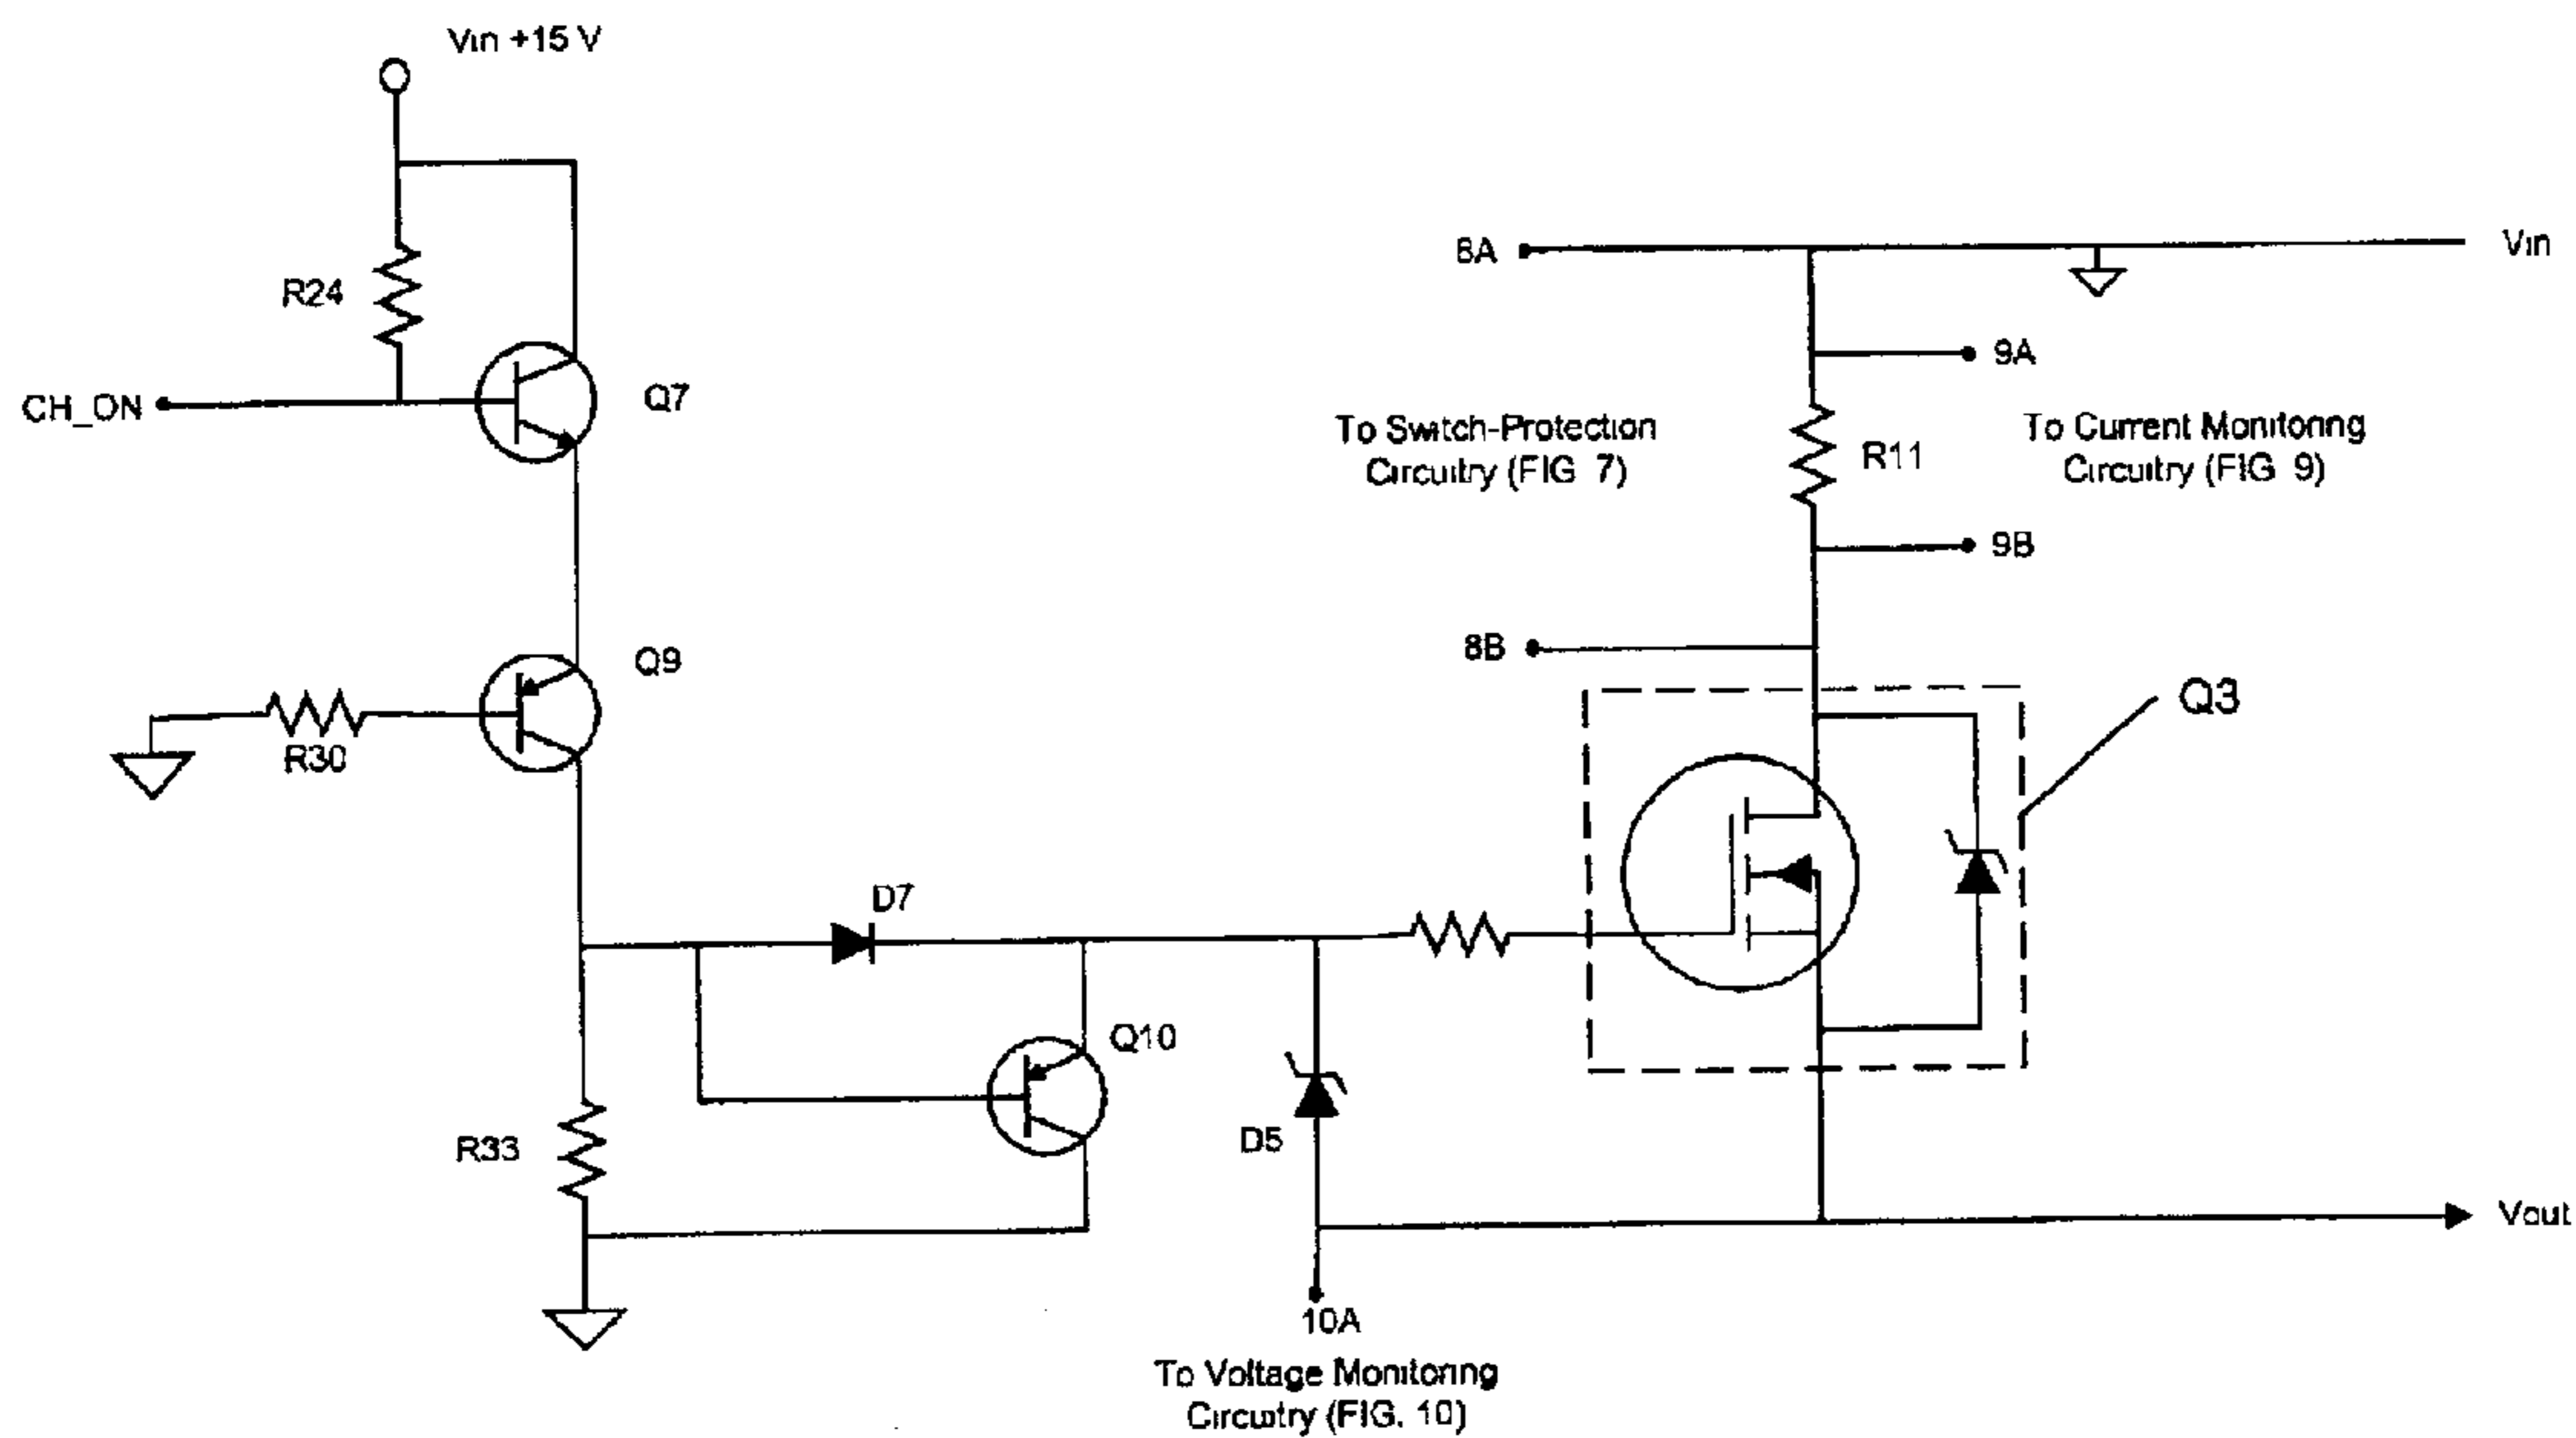 Vin +15 V
R24
CH_ON
Q7
Q9
R30
D7
Q10
R33
D5
8A
Vin
9A
To Switch-Protection
Circuitry (FIG 7)
R11
To Current Monitoring
Circuitry (FIG 9)
9B
8B
Q3
Vout
10A
To Voltage Monitoring
Circuitry (FIG. 10)